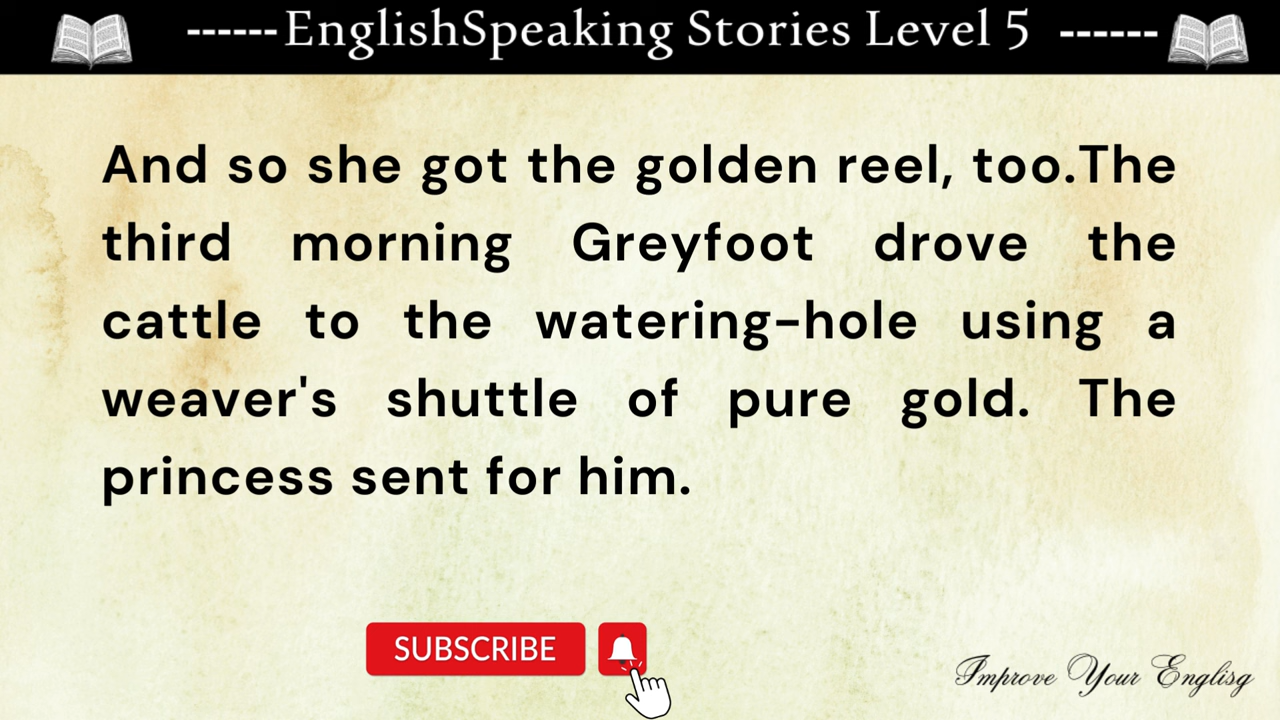 ------EnglishSpeaking Stories Level 5 ------
And so she got the golden reel, too.The
third morning Greyfoot drove the
cattle to the watering-hole using a
weaver's shuttle of pure gold. The
princess sent for him.
SUBSCRIBE
Improve Your Englisg